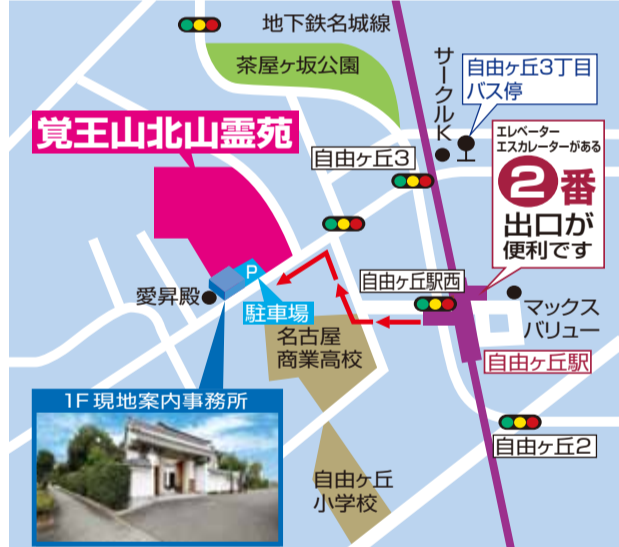 地下鉄名城線
茶屋ヶ坂公園
サークルK
自由ヶ丘3丁目
バス停
覚王山北山霊苑
自由ヶ丘3
エレベーター
エスカレーターがある
2番
出口が
便利です
P
自由ヶ丘駅西
愛昇殿
駐車場
マックス
バリュー
名古屋
商業高校
自由ヶ丘駅
1F現地案内事務所
自由ヶ丘2
自由ヶ丘
小学校